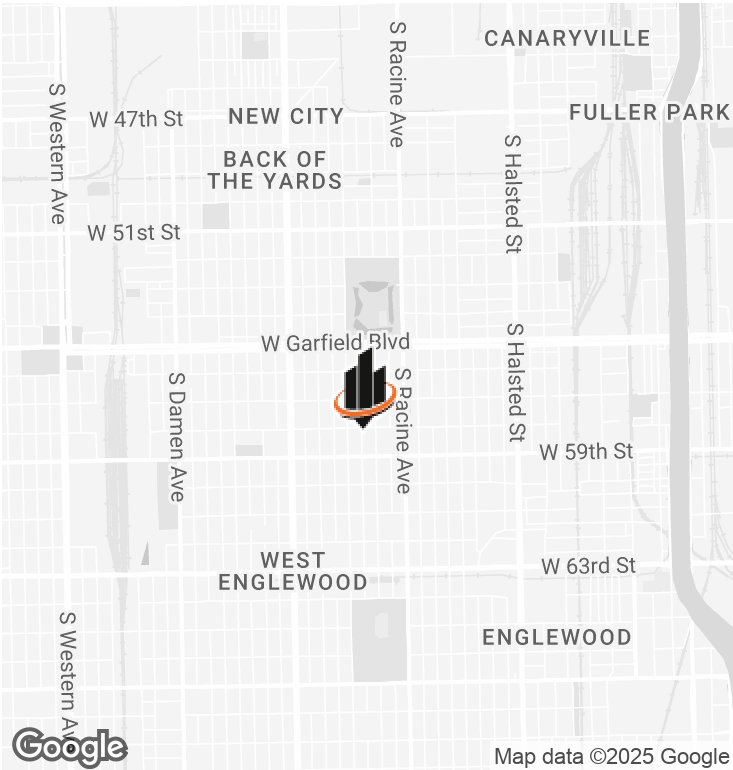 CANARYVILLE
S Racine Ave
S Western Ave
W 47th St
NEW CITY
FULLER PARK
BACK OF
THE YARDS
S Halsted St
W 51st St
W Garfield Blvd
S Halsted St
S Racine Ave
S Damen Ave
W 59th St
WEST
ENGLEWOOD
W 63rd St
S Western Av
ENGLEWOOD
Google
Map data ©2025 Google